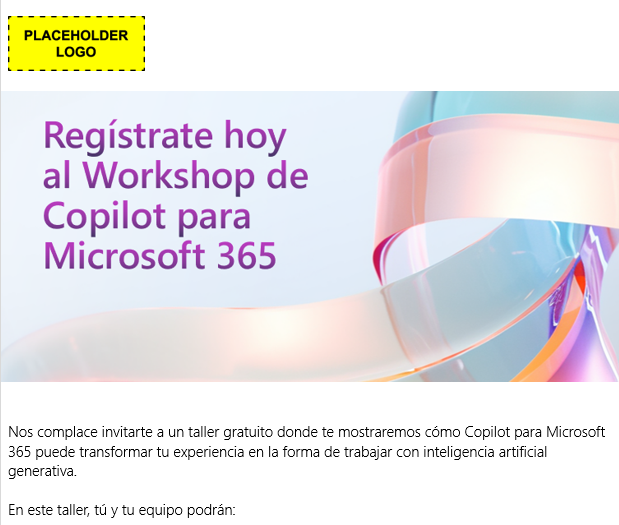 PLACEHOLDER
LOGO
Regístrate hoy
al Workshop de
Copilot para
Microsoft 365
Nos complace invitarte a un taller gratuito donde te mostraremos cómo Copilot para Microsoft
365 puede transformar tu experiencia en la forma de trabajar con inteligencia artificial
generativa.
En este taller, tú y tu equipo podrán: